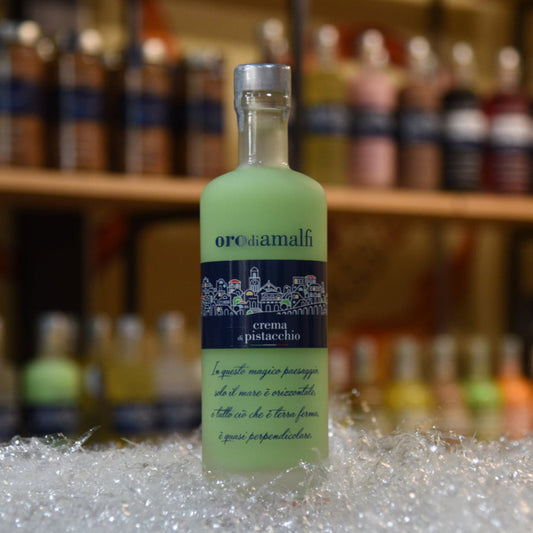 orodiamalfi
crema
di pistacchio
In questo magico paesaggio,
solo il mare è orizzontale,
e tutto ciò che è terra ferma,
è quasi perpendicolare.